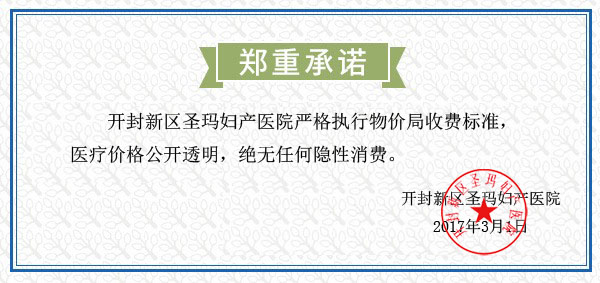 郑重承诺
开封新区圣玛妇产医院严格执行物价局收费标准，
医疗价格公开透明，绝无任何隐性消费。
开封新区圣玛妇产医院
2017年3月1日
开封新区圣玛妇产医院